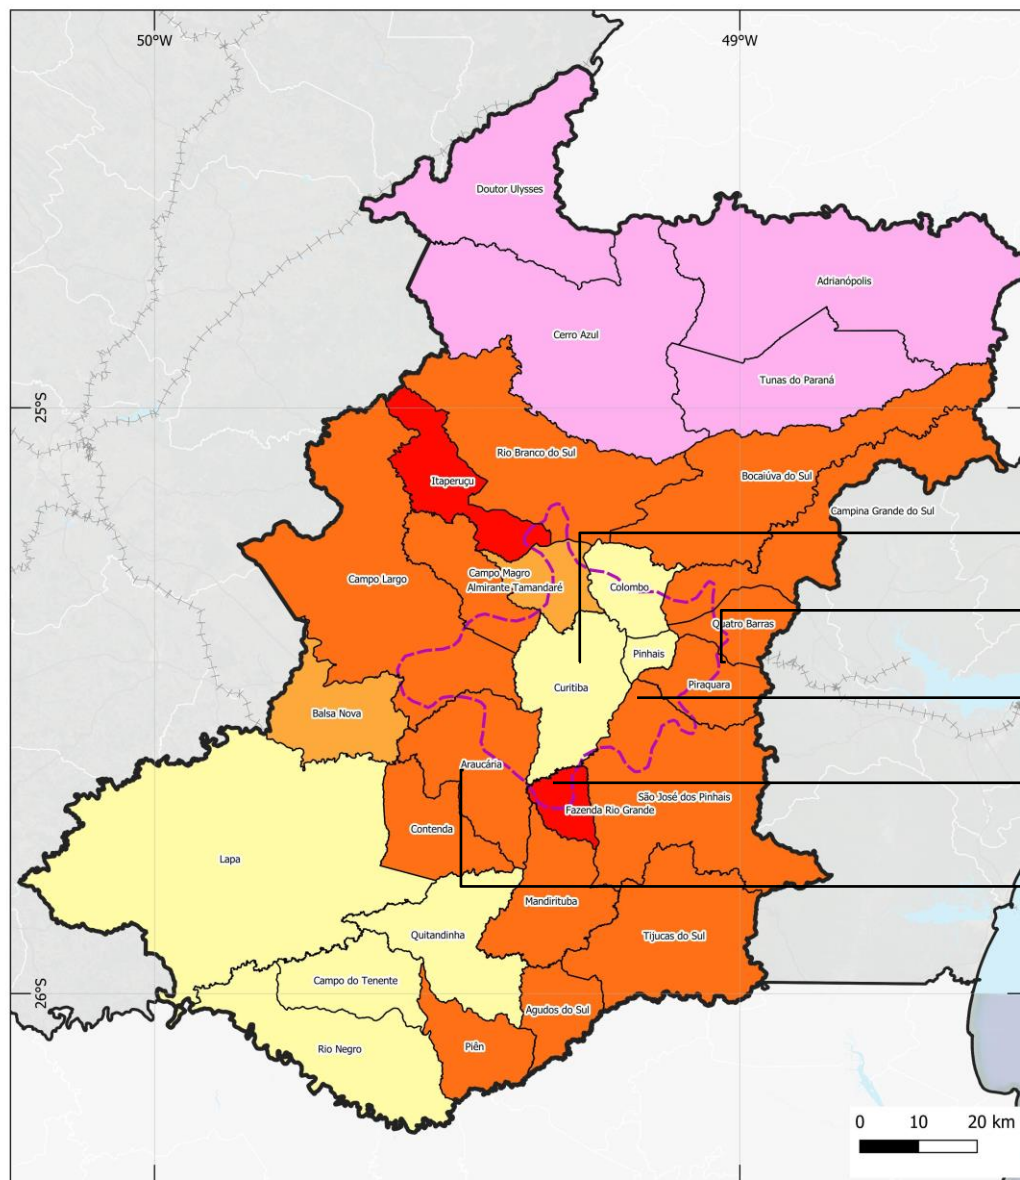 50°W
49°W
Doutor Ulysses
Adrianópolis
Cerro Azul
Tunas do Paraná
25°S
Rio Branco do Sul
Bocaiúva do Sul
Itaperuçu
Campina Grande do Sul
Campo Magro
Campo Largo
Almirante Tamandaré
Colombo
Quatro Barras
Pinhais
Curitiba
Piraquara
Balsa Nova
Araucária
São José dos Pinhais
Fazenda Rio Grande
Contenda
Lapa
Mandirituba
Quitandinha
Tijucas do Sul
Campo do Tenente
26°S
Agudos do Sul
Rio Negro
Piên
0 10 20 km